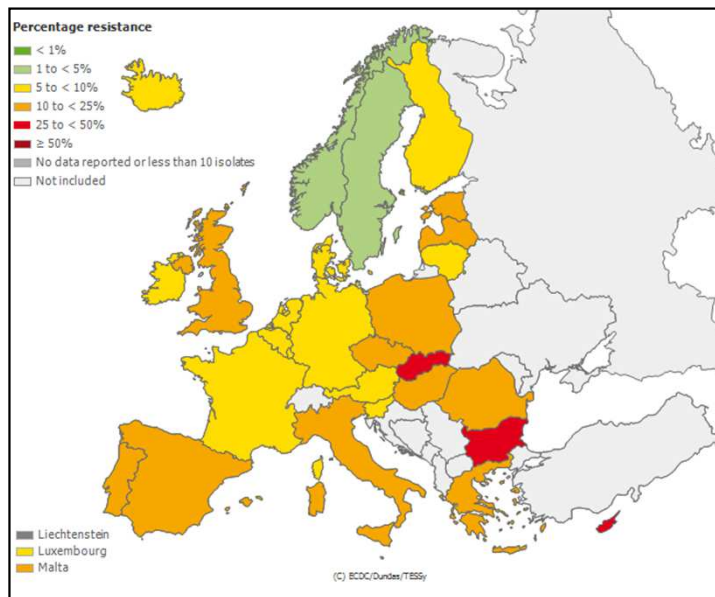 Percentage resistance
< 1%
1 to < 5%
5 to < 10%
10 to < 25%
25 to < 50%
≥ 50%
No data reported or less than 10 isolates
Not included
Liechtenstein
Luxembourg
Malta
(C) ECDC/Dundas/TESSy